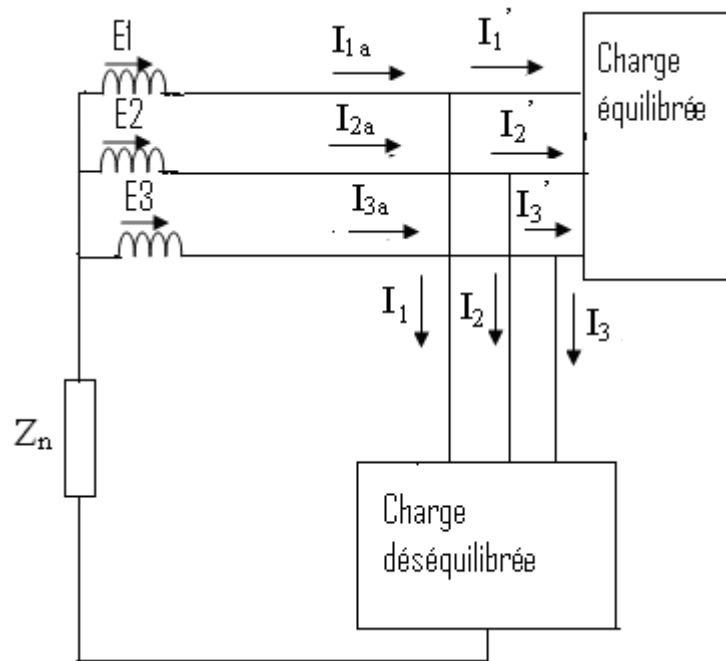 E1
I1a
I1'
Charge
équilibrée
E2
I2a
I2'
E3
I3a
I3'
I1
I2
I3
Zn
Charge
déséquilibrée